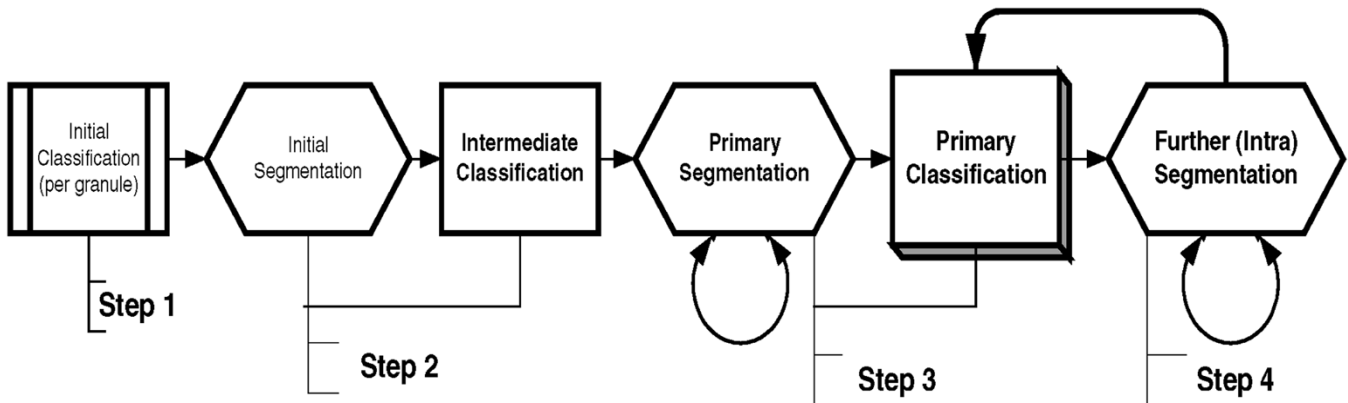 Initial
Classification
(per granule)
Initial
Segmentation
Intermediate
Classification
Primary
Segmentation
Primary
Classification
Further (Intra)
Segmentation
Step 1
Step 2
Step 3
Step 4